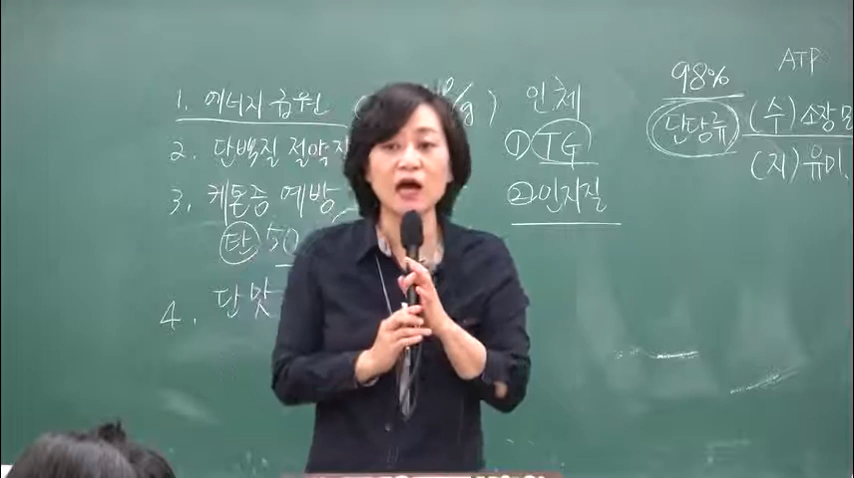 1. 에너지 급원 ( /g )
2. 단백질 절약
3. 케톤증 예방
탄 50
4. 단맛
인체
① TG
② 인지질
98%
단당류
ATP
(수) 소장
(지) 유미